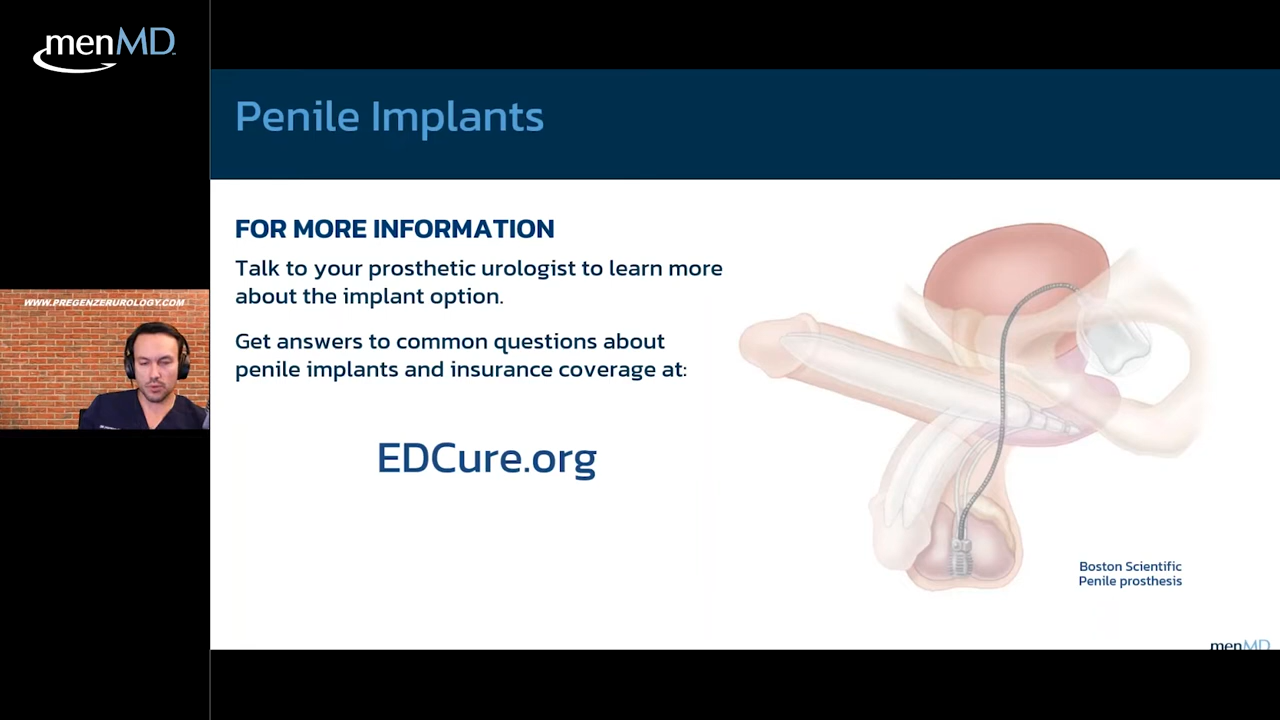 menMD
Penile Implants
FOR MORE INFORMATION
Talk to your prosthetic urologist to learn more
about the implant option.
Get answers to common questions about
penile implants and insurance coverage at:
EDCure.org
WWW.PREGENZERUROLOGY.COM
Boston Scientific
Penile prosthesis
menMD